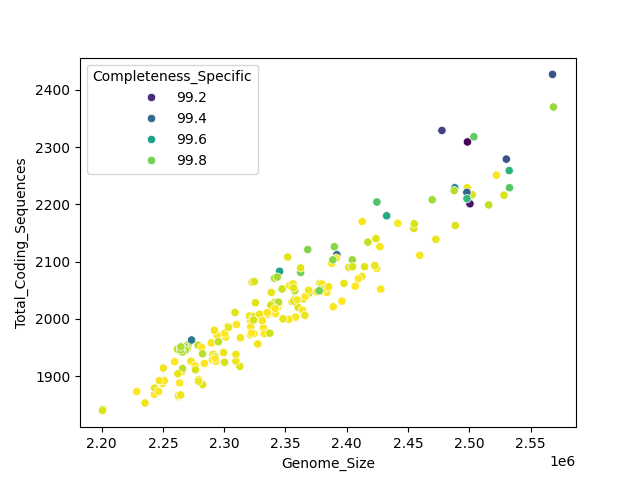 Completeness_Specific
99.2
99.4
99.6
99.8
2400
2300
2200
2100
2000
1900
Total_Coding_Sequences
2.20 2.25 2.30 2.35 2.40 2.45 2.50 2.55
1e6
Genome_Size